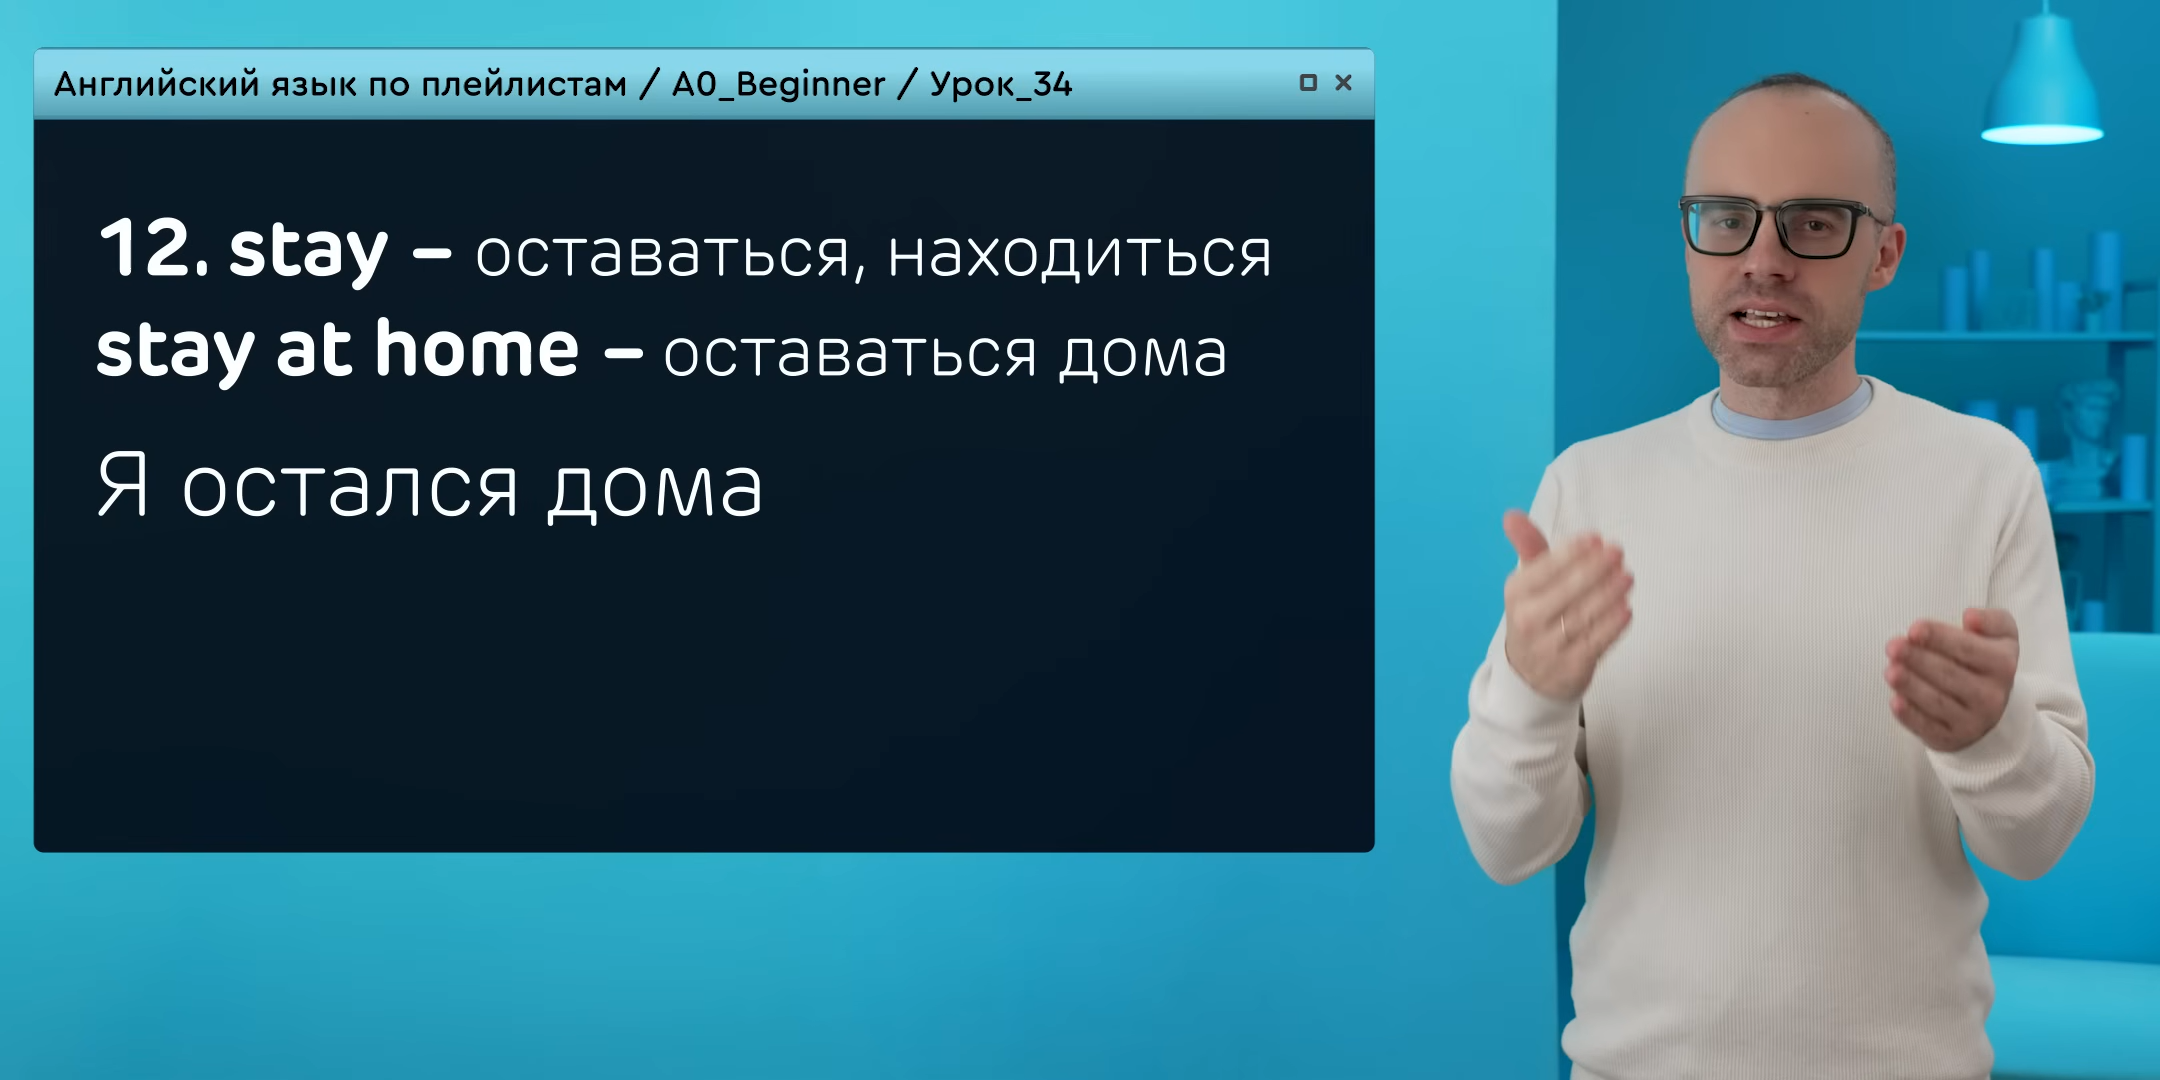 Английский язык по плейлистам / A0_Beginner / Урок_34
12. stay – оставаться, находиться
stay at home – оставаться дома
Я остался дома